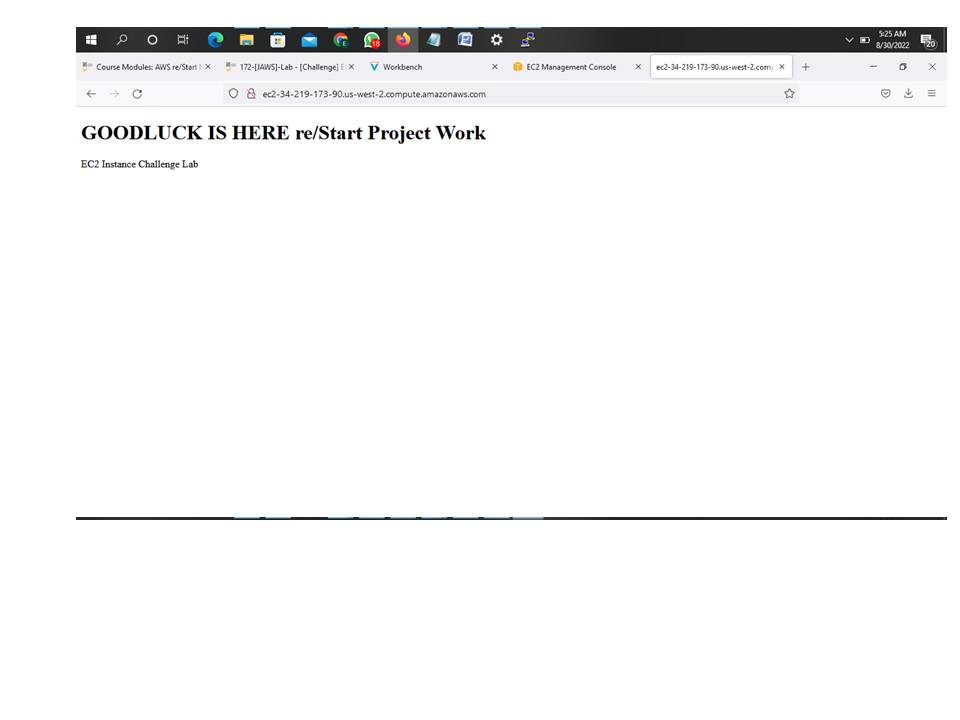 18
5:25 AM
8/30/2022
20
Course Modules: AWS re/Start
172-[JAWS]-Lab - [Challenge]
Workbench
EC2 Management Console
ec2-34-219-173-90.us-west-2.com
ec2-34-219-173-90.us-west-2.compute.amazonaws.com
GOODLUCK IS HERE re/Start Project Work
EC2 Instance Challenge Lab